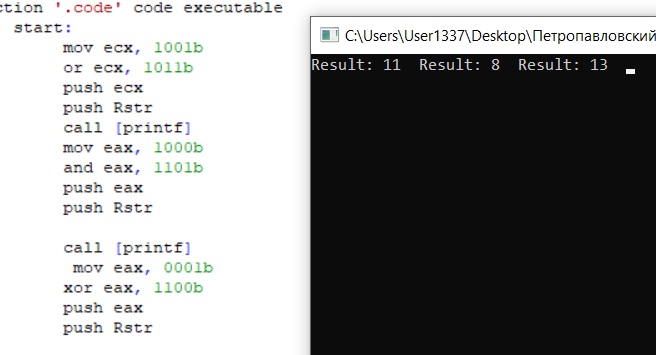 ction '.code' code executable
start:
mov ecx, 1001b
or ecx, 1011b
push ecx
push Rstr
call [printf]
mov eax, 1000b
and eax, 1101b
push eax
push Rstr
call [printf]
mov eax, 0001b
xor eax, 1100b
push eax
push Rstr
C:\Users\User1337\Desktop\Петропавловский
Result: 11  Result: 8  Result: 13